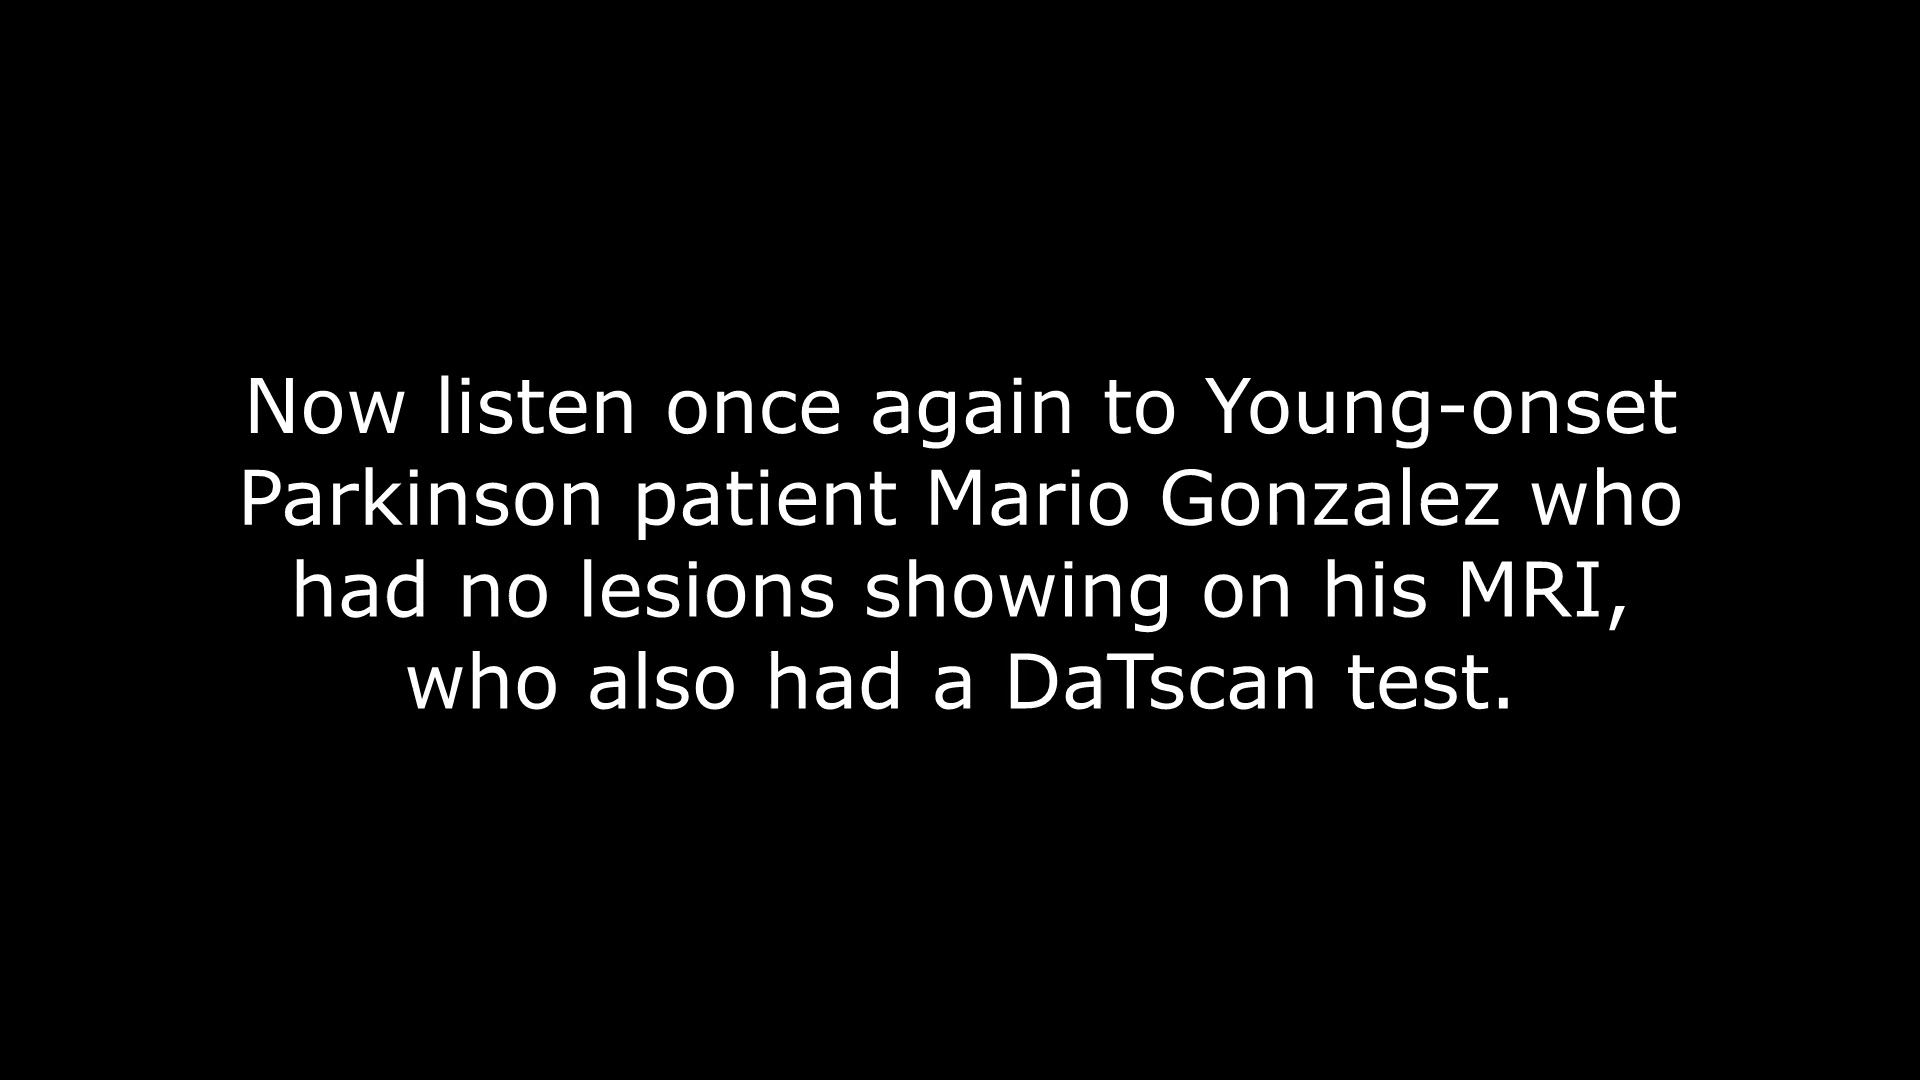 Now listen once again to Young-onset
Parkinson patient Mario Gonzalez who
had no lesions showing on his MRI,
who also had a DaTscan test.